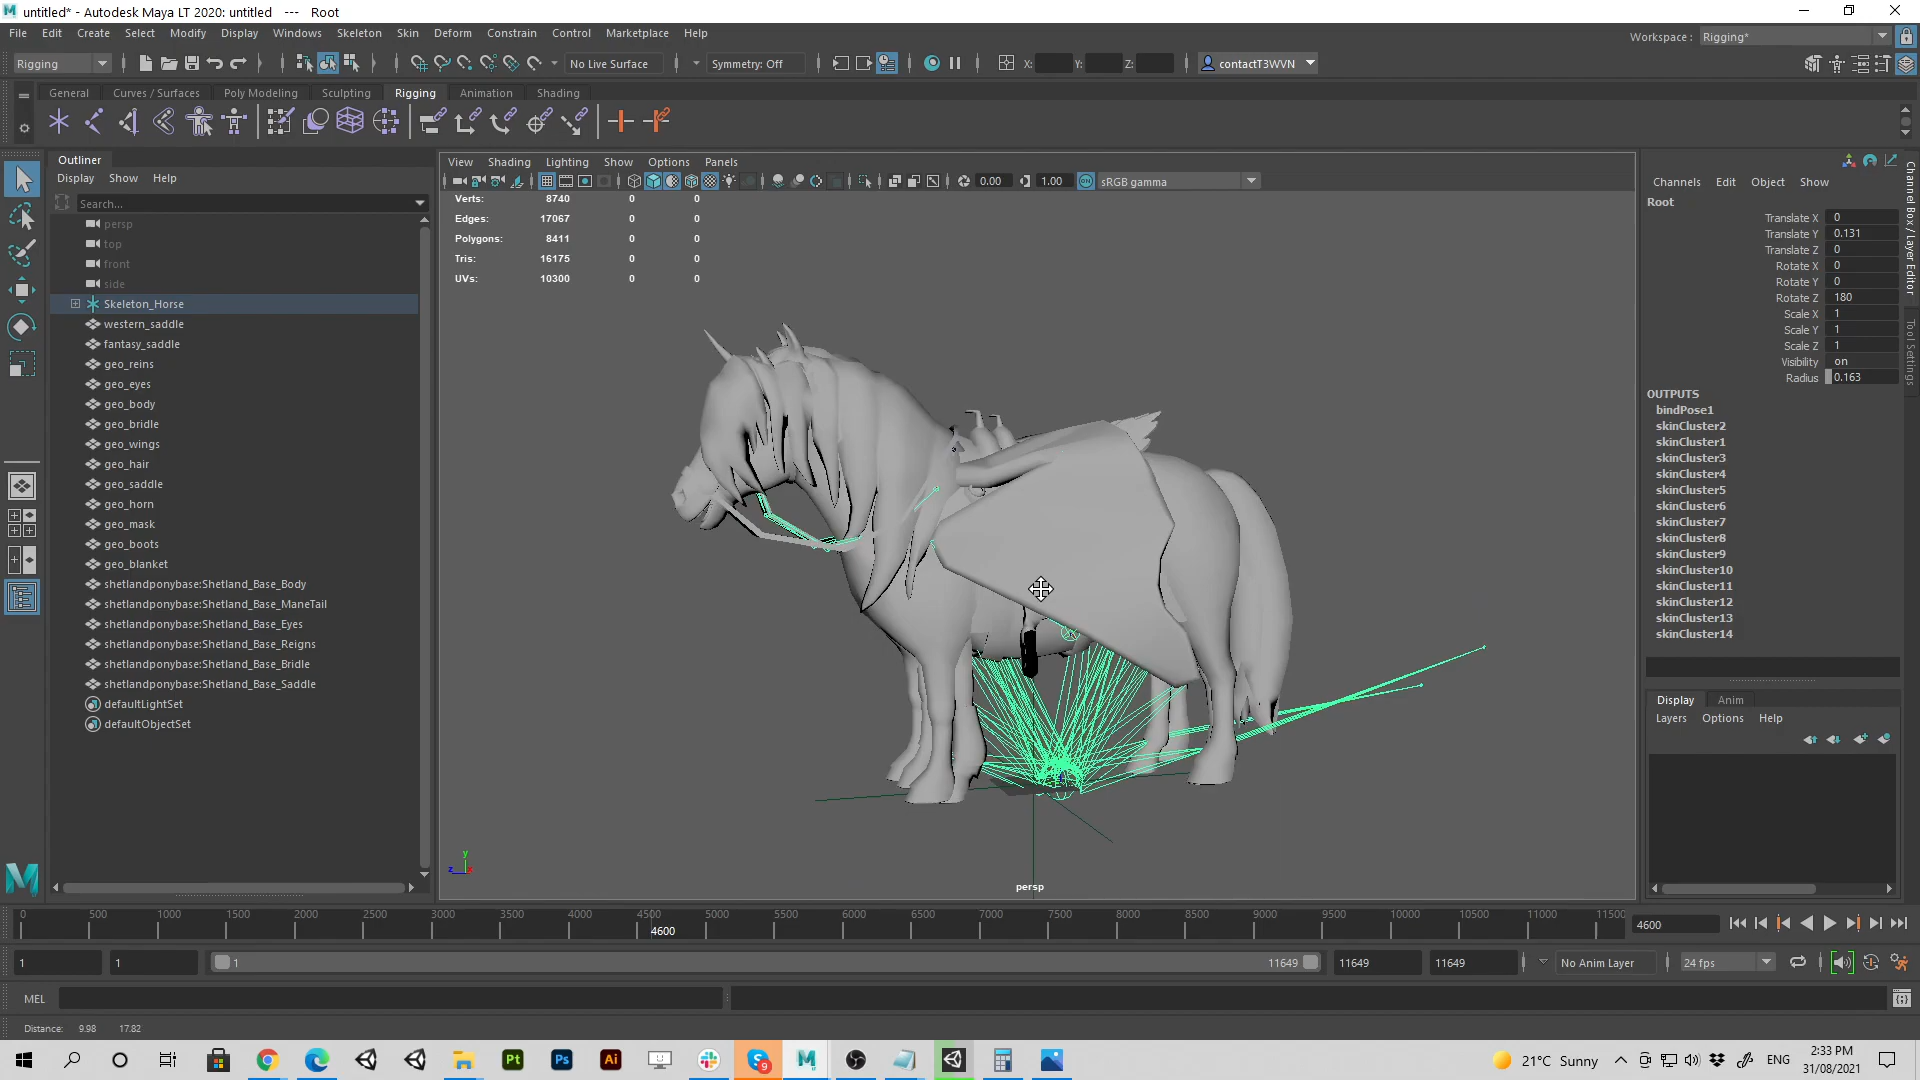 untitled* - Autodesk Maya LT 2020: untitled --- Root
File Edit Create Select Modify Display Windows Skeleton Skin Deform Constrain Control Marketplace Help
Workspace : Rigging*
Rigging No Live Surface Symmetry: Off X: Y: Z: contactT3WVN
General Curves / Surfaces Poly Modeling Sculpting Rigging Animation Shading
Outliner
Display Show Help
Search...
persp
top
front
side
Skeleton_Horse
western_saddle
fantasy_saddle
geo_reins
geo_eyes
geo_body
geo_bridle
geo_wings
geo_hair
geo_saddle
geo_horn
geo_mask
geo_boots
geo_blanket
shetlandponybase:Shetland_Base_Body
shetlandponybase:Shetland_Base_ManeTail
shetlandponybase:Shetland_Base_Eyes
shetlandponybase:Shetland_Base_Reigns
shetlandponybase:Shetland_Base_Bridle
shetlandponybase:Shetland_Base_Saddle
defaultLightSet
defaultObjectSet
View Shading Lighting Show Options Panels
0.00 1.00 ON sRGB gamma
Verts: 8740 0 0
Edges: 17067 0 0
Polygons: 8411 0 0
Tris: 16175 0 0
UVs: 10300 0 0
y
z x
persp
Channels Edit Object Show
Root
Translate X 0
Translate Y 0.131
Translate Z 0
Rotate X 0
Rotate Y 0
Rotate Z 180
Scale X 1
Scale Y 1
Scale Z 1
Visibility on
Radius 0.163
OUTPUTS
bindPose1
skinCluster2
skinCluster1
skinCluster3
skinCluster4
skinCluster5
skinCluster6
skinCluster7
skinCluster8
skinCluster9
skinCluster10
skinCluster11
skinCluster12
skinCluster13
skinCluster14
Channel Box / Layer Editor
Tool Settings
Display Anim
Layers Options Help
0 500 1000 1500 2000 2500 3000 3500 4000 4500 5000 5500 6000 6500 7000 7500 8000 8500 9000 9500 10000 10500 11000 11500
4600
4600
1 1 1 11649 11649 11649 No Anim Layer 24 fps
MEL
Distance: 9.98 17.82
Pt Ps Ai 9
21°C Sunny ENG 2:33 PM
31/08/2021